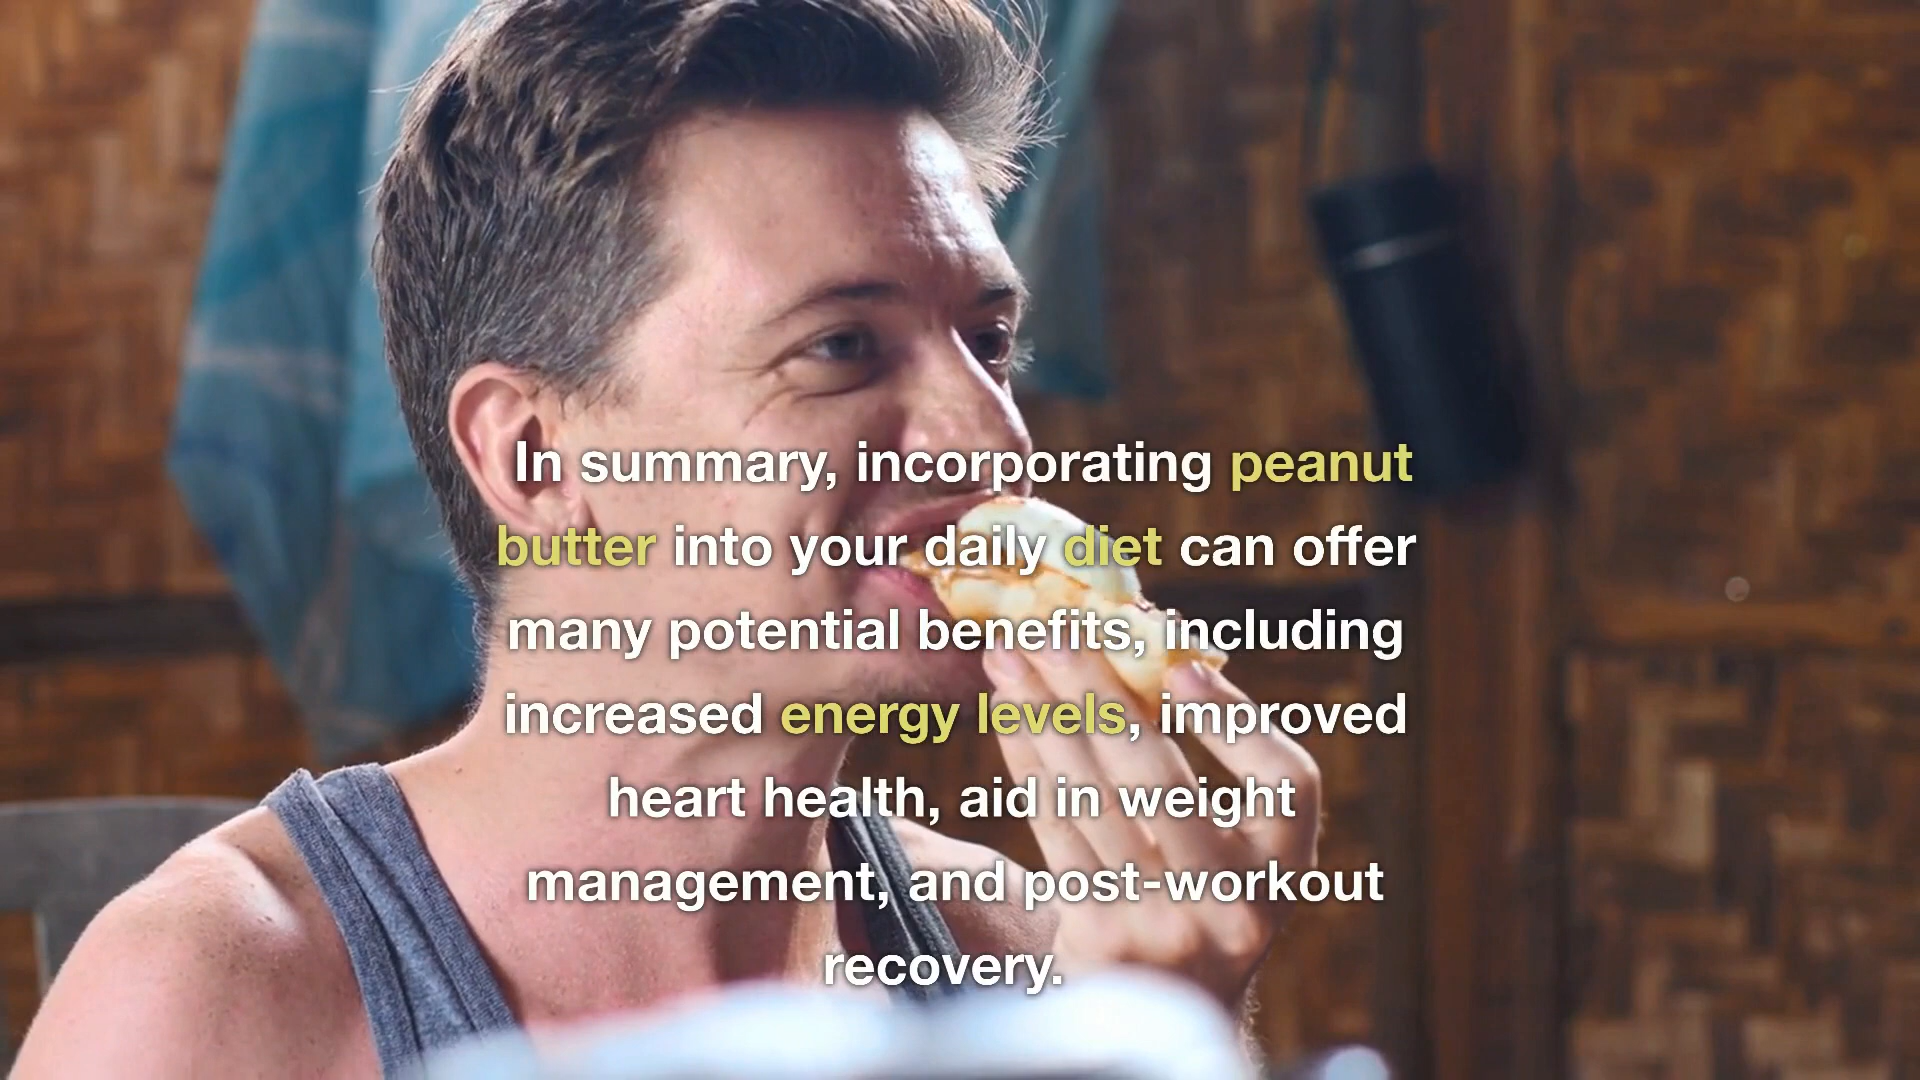 In summary, incorporating peanut
butter into your daily diet can offer
many potential benefits, including
increased energy levels, improved
heart health, aid in weight
management, and post-workout
recovery.